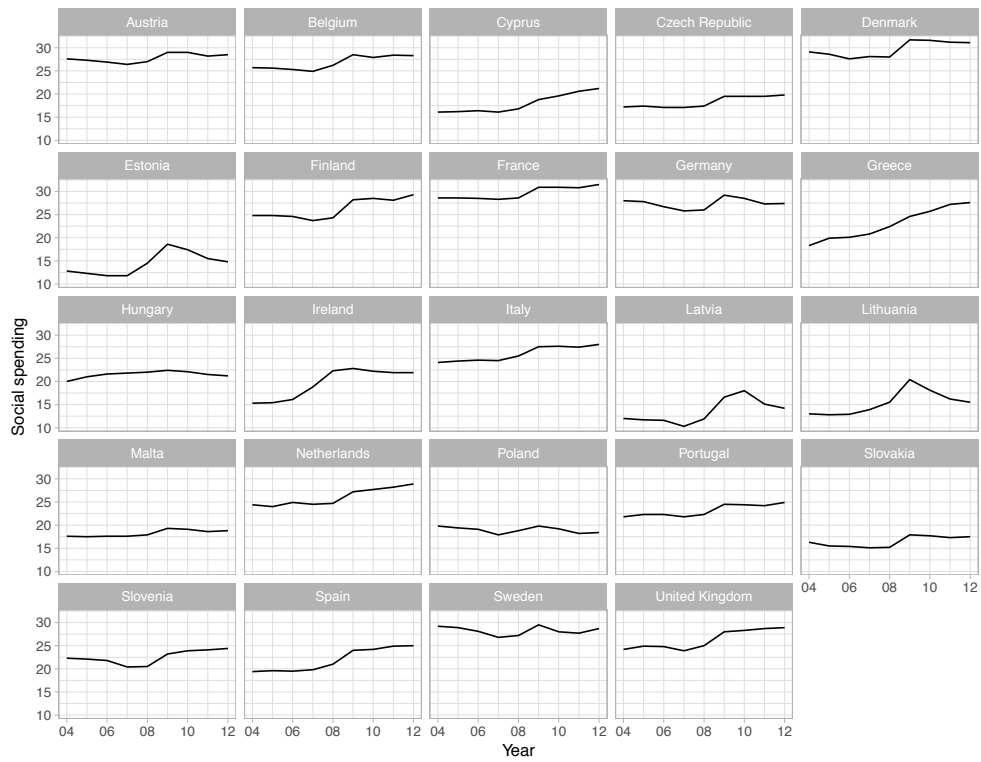 Austria Belgium Cyprus Czech Republic Denmark
30
25
20
15
10
Estonia Finland France Germany Greece
30
25
20
15
10
Hungary Ireland Italy Latvia Lithuania
30
25
20
15
10
Social spending
Malta Netherlands Poland Portugal Slovakia
30
25
20
15
10
04 06 08 10 12
Slovenia Spain Sweden United Kingdom
30
25
20
15
10
04 06 08 10 12 04 06 08 10 12 04 06 08 10 12 04 06 08 10 12
Year